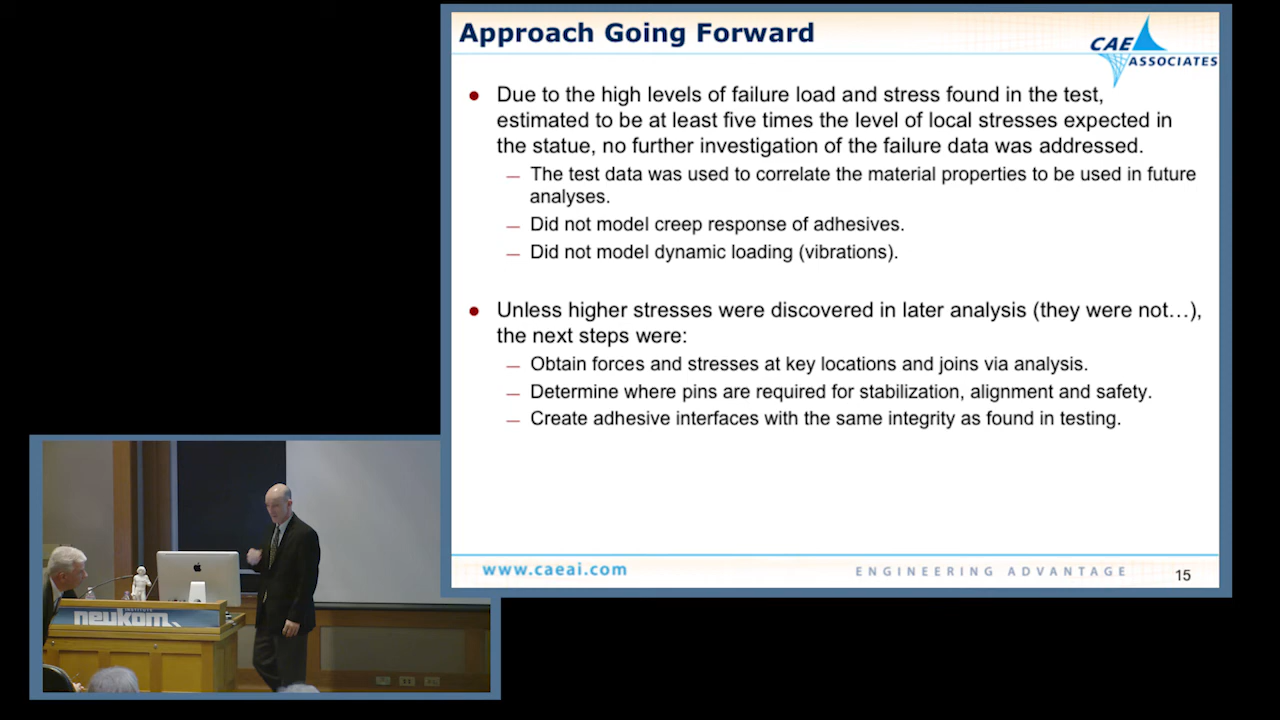 Approach Going Forward
CAE
ASSOCIATES
● Due to the high levels of failure load and stress found in the test,
estimated to be at least five times the level of local stresses expected in
the statue, no further investigation of the failure data was addressed.
— The test data was used to correlate the material properties to be used in future
analyses.
— Did not model creep response of adhesives.
— Did not model dynamic loading (vibrations).
● Unless higher stresses were discovered in later analysis (they were not…),
the next steps were:
— Obtain forces and stresses at key locations and joins via analysis.
— Determine where pins are required for stabilization, alignment and safety.
— Create adhesive interfaces with the same integrity as found in testing.
www.caeai.com
ENGINEERING ADVANTAGE
15
INSTITUTE
neukom